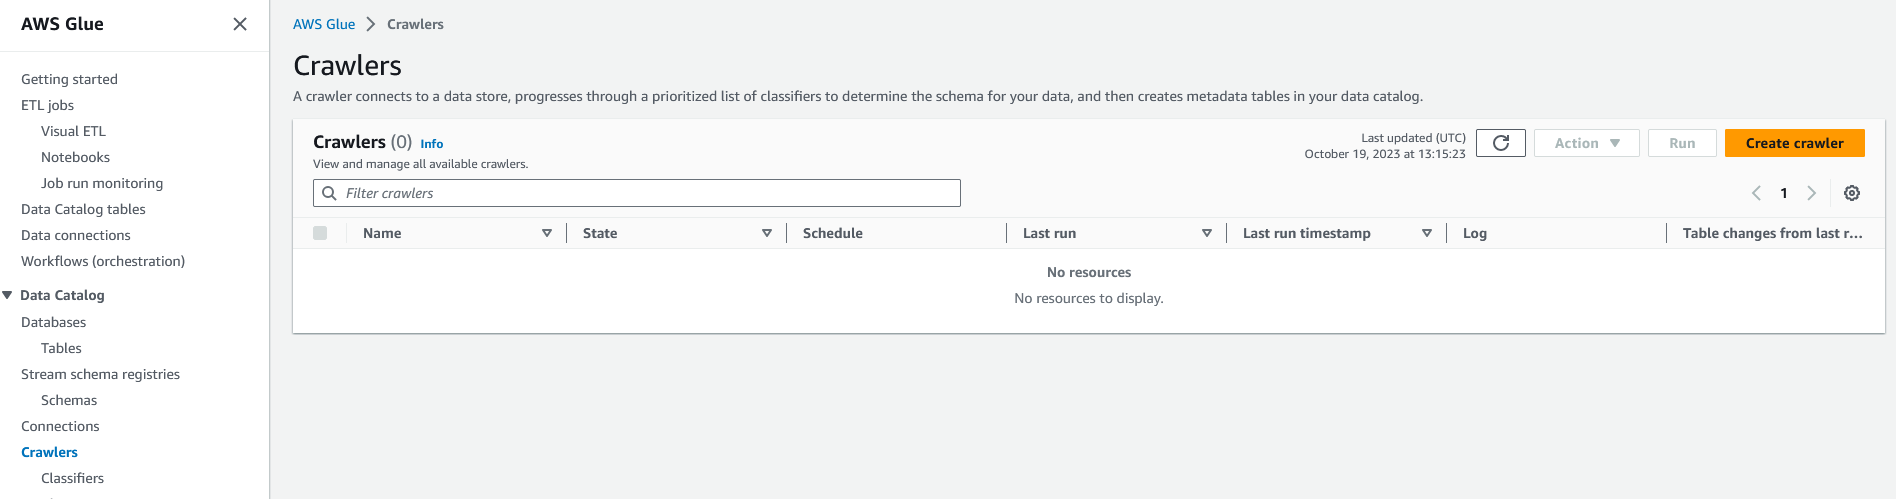 AWS Glue
Getting started
ETL jobs
Visual ETL
Notebooks
Job run monitoring
Data Catalog tables
Data connections
Workflows (orchestration)
Data Catalog
Databases
Tables
Stream schema registries
Schemas
Connections
Crawlers
Classifiers
AWS Glue > Crawlers
Crawlers
A crawler connects to a data store, progresses through a prioritized list of classifiers to determine the schema for your data, and then creates metadata tables in your data catalog.
Crawlers (0) Info
View and manage all available crawlers.
Last updated (UTC)
October 19, 2023 at 13:15:23
Action
Run
Create crawler
Filter crawlers
1
Name State Schedule Last run Last run timestamp Log Table changes from last r...
No resources
No resources to display.